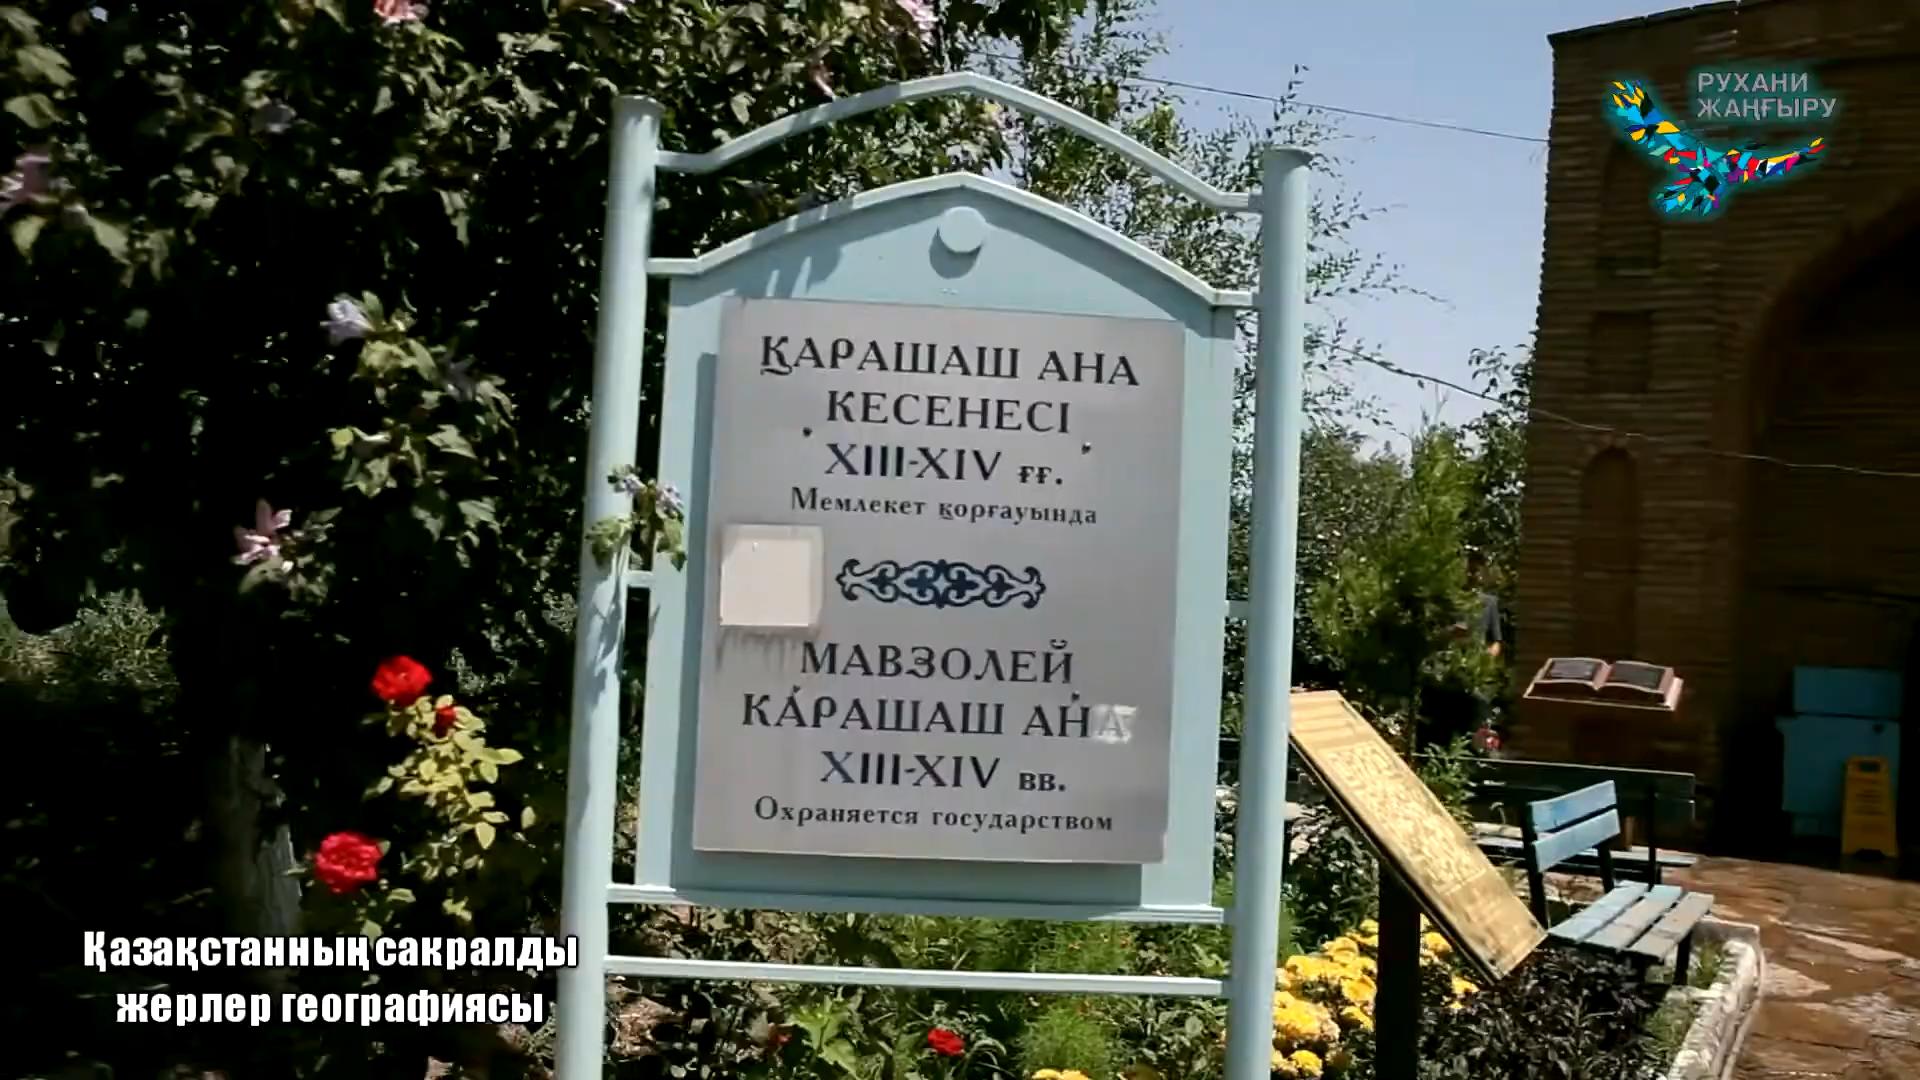 РУХАНИ
ЖАҢҒЫРУ
ҚАРАШАШ АНА
КЕСЕНЕСІ
XIII-XIV ғғ.
Мемлекет қорғауында
МАВЗОЛЕЙ
КАРАШАШ АНА
XIII-XIV вв.
Охраняется государством
Қазақстанның сакралды
жерлер географиясы